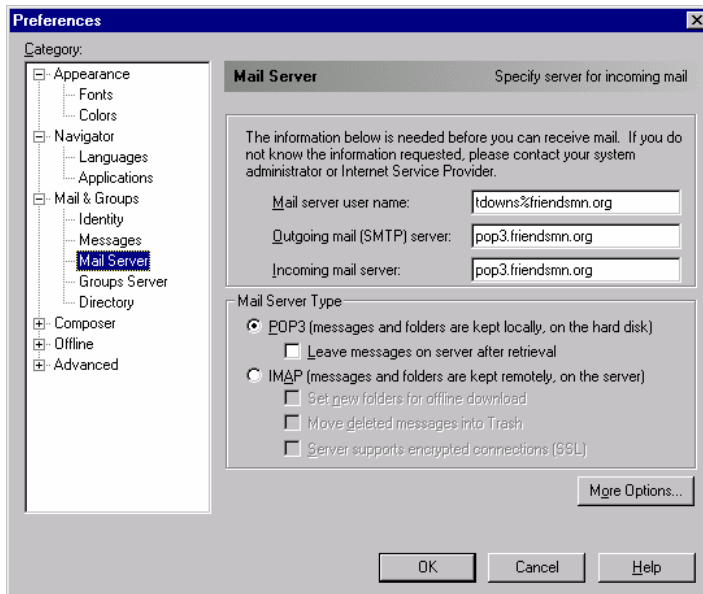 Preferences
Category:
Appearance
Fonts
Colors
Navigator
Languages
Applications
Mail & Groups
Identity
Messages
Mail Server
Groups Server
Directory
Composer
Offline
Advanced
Mail Server Specify server for incoming mail
The information below is needed before you can receive mail. If you do
not know the information requested, please contact your system
administrator or Internet Service Provider.
Mail server user name: tdowns%friendsmn.org
Outgoing mail (SMTP) server: pop3.friendsmn.org
Incoming mail server: pop3.friendsmn.org
Mail Server Type
POP3 (messages and folders are kept locally, on the hard disk)
Leave messages on server after retrieval
IMAP (messages and folders are kept remotely, on the server)
Set new folders for offline download
Move deleted messages into Trash
Server supports encrypted connections (SSL)
More Options...
OK Cancel Help